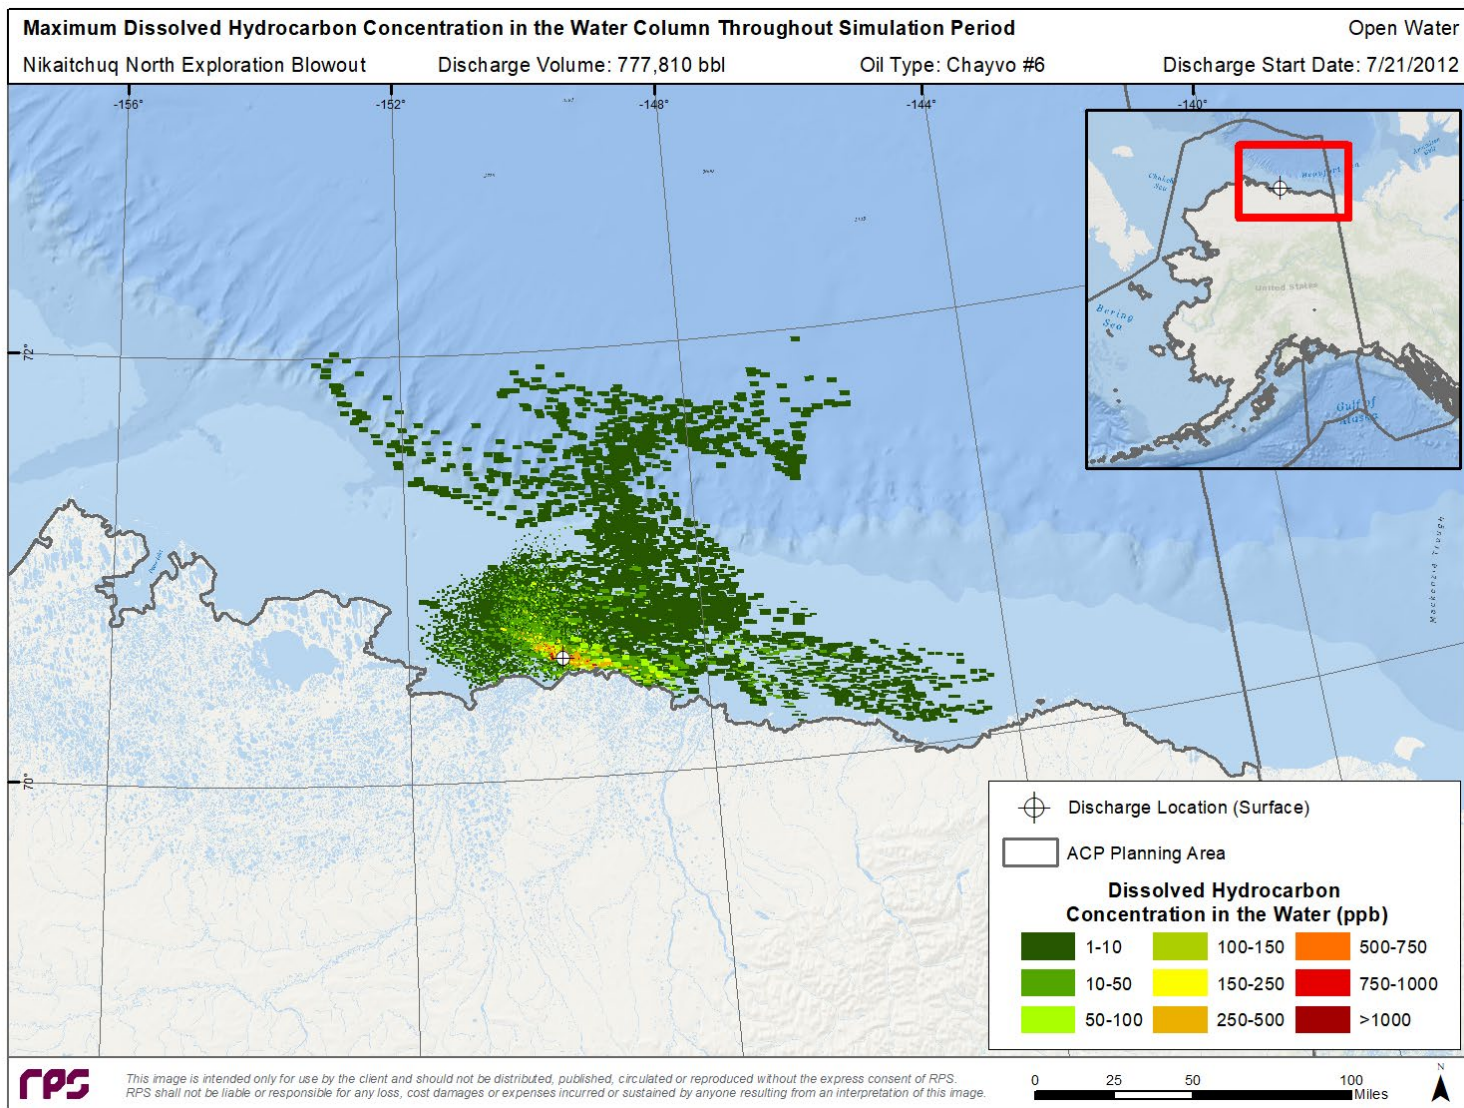 Maximum Dissolved Hydrocarbon Concentration in the Water Column Throughout Simulation Period Open Water
Nikaitchuq North Exploration Blowout Discharge Volume: 777,810 bbl Oil Type: Chayvo #6 Discharge Start Date: 7/21/2012
-156° -152° -148° -144° -140°
Bering
Sea
United States
Gulf of
72°
Mackenzie Trough
70°
Discharge Location (Surface)
ACP Planning Area
Dissolved Hydrocarbon
Concentration in the Water (ppb)
1-10 100-150 500-750
10-50 150-250 750-1000
50-100 250-500 >1000
rps
This image is intended only for use by the client and should not be distributed, published, circulated or reproduced without the express consent of RPS.
RPS shall not be liable or responsible for any loss, cost damages or expenses incurred or sustained by anyone resulting from an interpretation of this image.
0 25 50 100
Miles
N